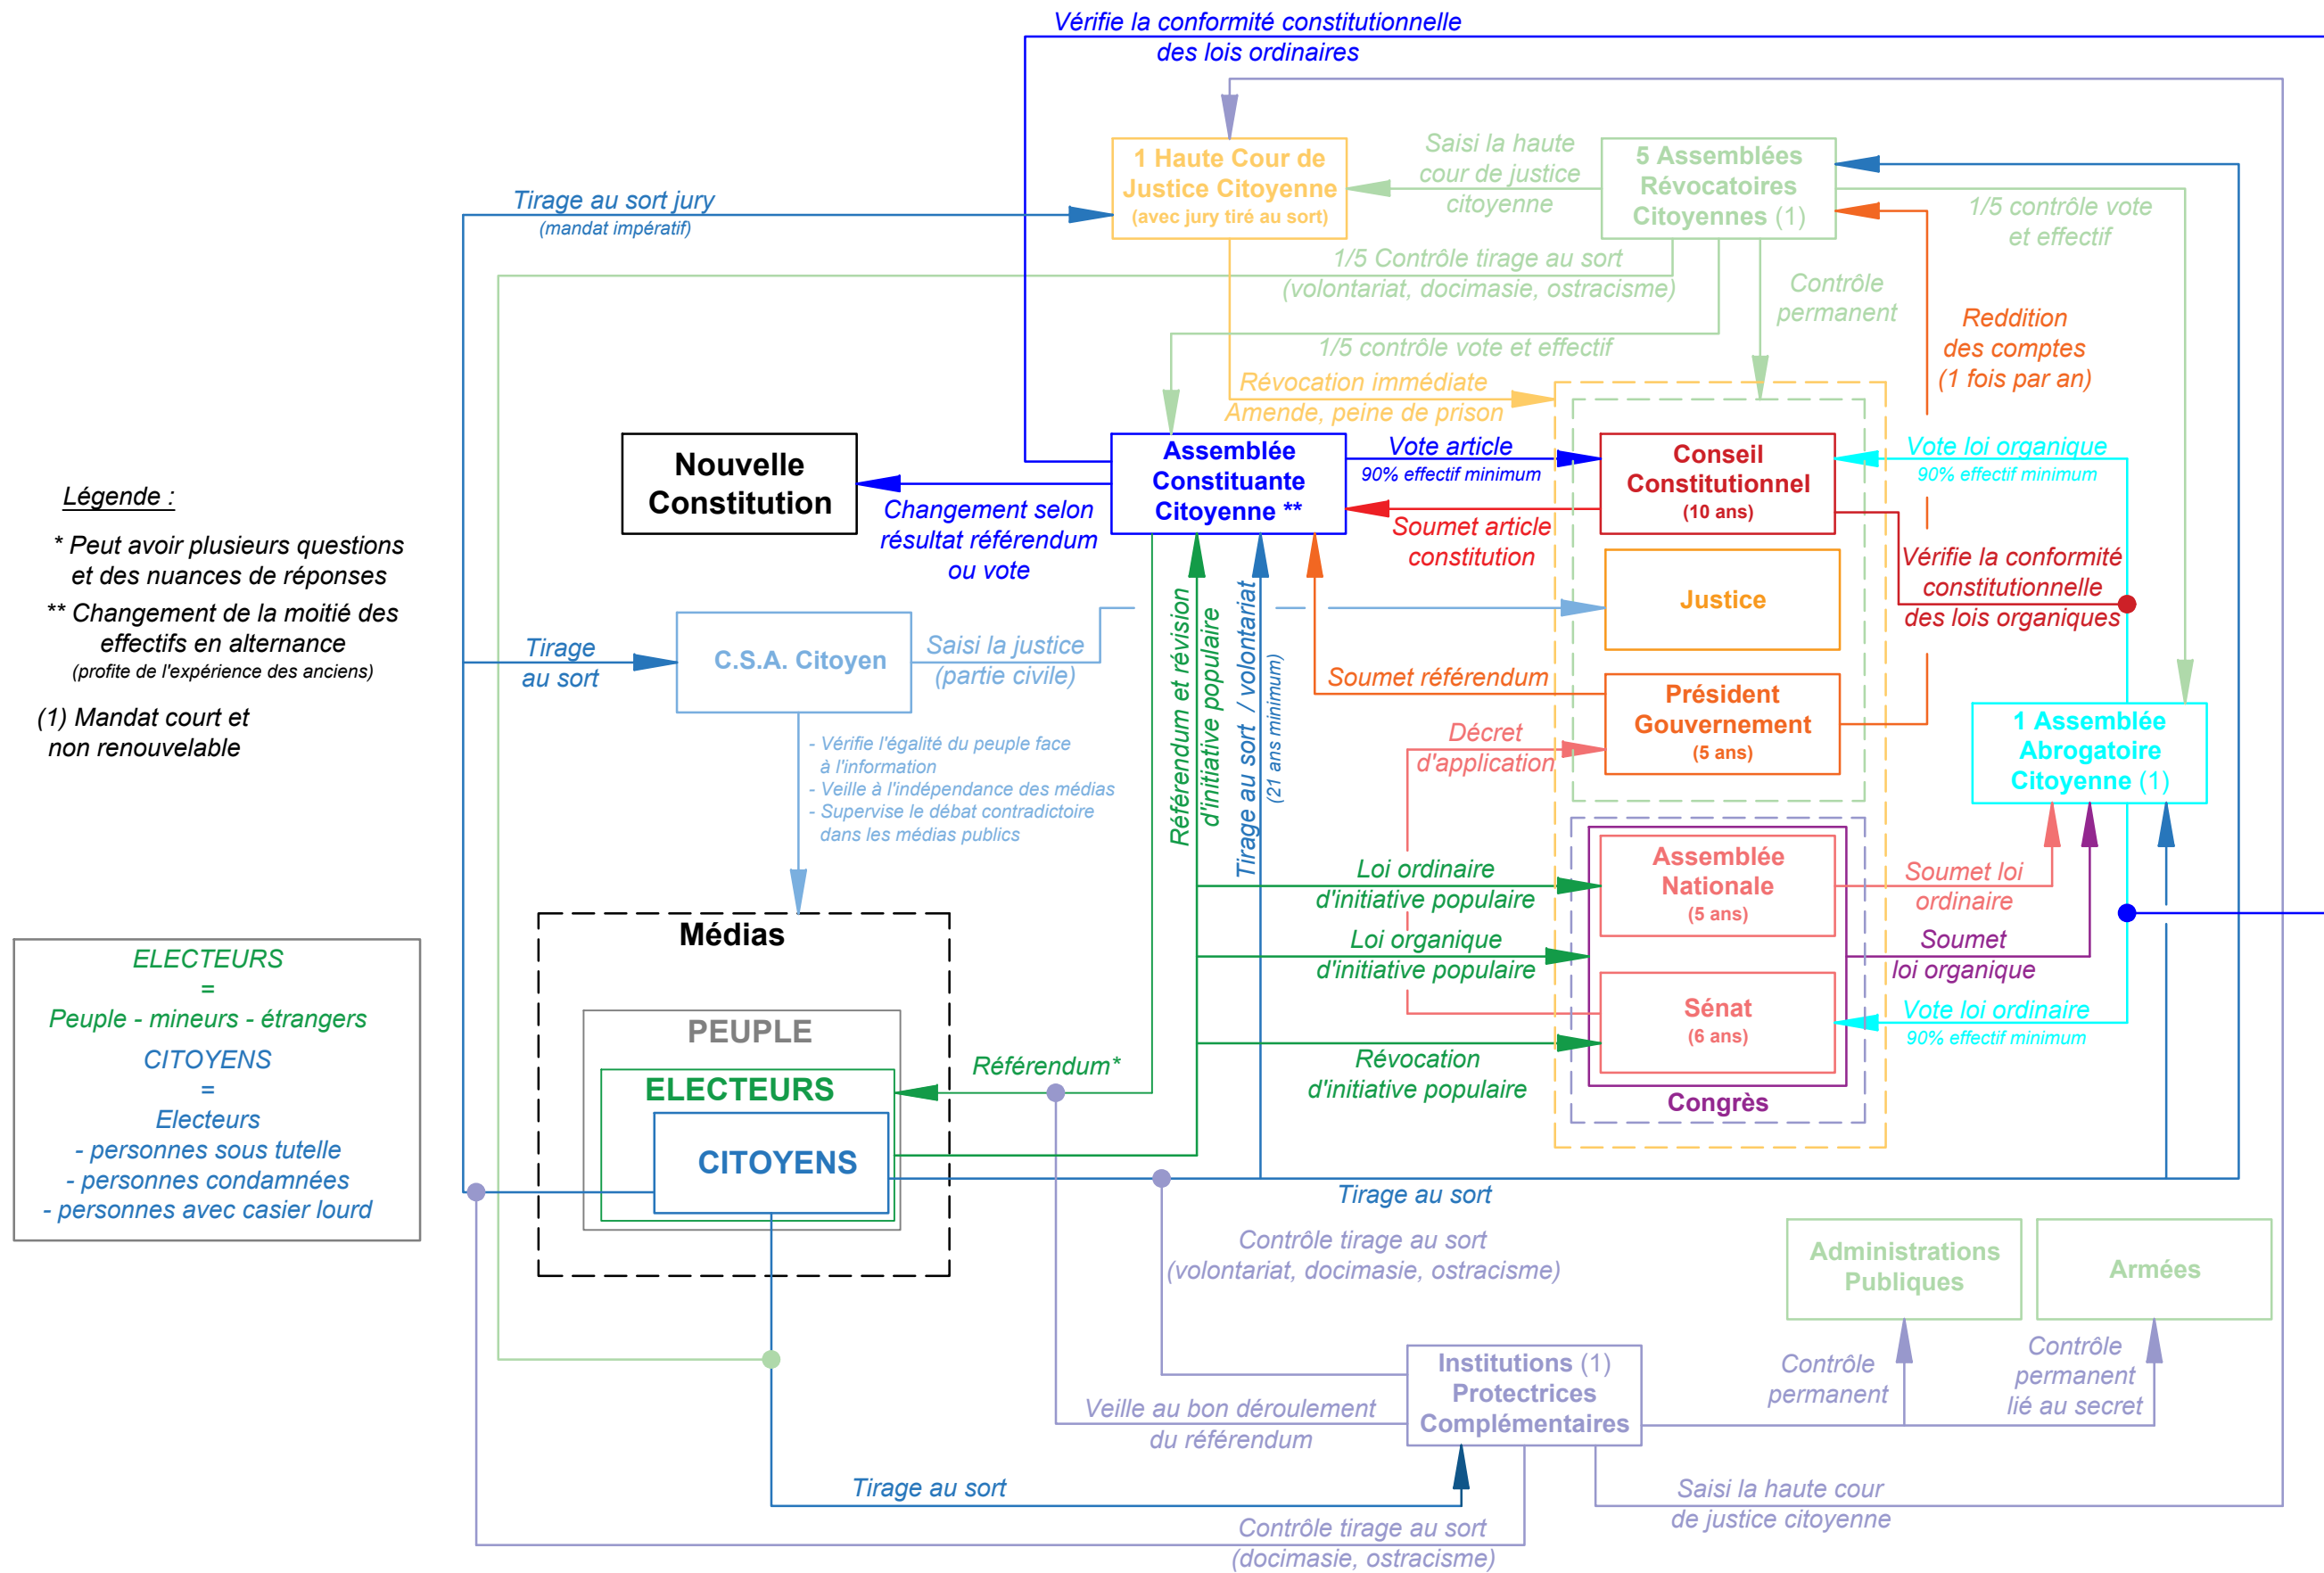 Vérifie la conformité constitutionnelle
des lois ordinaires
1 Haute Cour de
Justice Citoyenne
(avec jury tiré au sort)
Saisi la haute
cour de justice
citoyenne
5 Assemblées
Révocatoires
Citoyennes (1)
1/5 contrôle vote
et effectif
Tirage au sort jury
(mandat impératif)
1/5 Contrôle tirage au sort
(volontariat, docimasie, ostracisme)
Contrôle
permanent
Reddition
des comptes
(1 fois par an)
1/5 contrôle vote et effectif
Révocation immédiate
Amende, peine de prison
Nouvelle
Constitution
Changement selon
résultat référendum
ou vote
Assemblée
Constituante
Citoyenne **
Vote article
90% effectif minimum
Soumet article
constitution
Conseil
Constitutionnel
(10 ans)
Vote loi organique
90% effectif minimum
Vérifie la conformité
constitutionnelle
des lois organiques
Légende :
* Peut avoir plusieurs questions
et des nuances de réponses
** Changement de la moitié des
effectifs en alternance
(profite de l'expérience des anciens)
(1) Mandat court et
non renouvelable
Tirage
au sort
C.S.A. Citoyen
Saisi la justice
(partie civile)
Référendum et révision
d'initiative populaire
Tirage au sort / volontariat
(21 ans minimum)
Justice
Soumet référendum
Président
Gouvernement
(5 ans)
Décret
d'application
1 Assemblée
Abrogatoire
Citoyenne (1)
- Vérifie l'égalité du peuple face
à l'information
- Veille à l'indépendance des médias
- Supervise le débat contradictoire
dans les médias publics
Loi ordinaire
d'initiative populaire
Assemblée
Nationale
(5 ans)
Soumet loi
ordinaire
Loi organique
d'initiative populaire
Soumet
loi organique
Sénat
(6 ans)
Vote loi ordinaire
90% effectif minimum
Révocation
d'initiative populaire
Congrès
Médias
PEUPLE
ELECTEURS
CITOYENS
Référendum*
ELECTEURS
=
Peuple - mineurs - étrangers
CITOYENS
=
Electeurs
- personnes sous tutelle
- personnes condamnées
- personnes avec casier lourd
Tirage au sort
Contrôle tirage au sort
(volontariat, docimasie, ostracisme)
Administrations
Publiques
Armées
Institutions (1)
Protectrices
Complémentaires
Contrôle
permanent
Contrôle
permanent
lié au secret
Veille au bon déroulement
du référendum
Tirage au sort
Saisi la haute cour
de justice citoyenne
Contrôle tirage au sort
(docimasie, ostracisme)